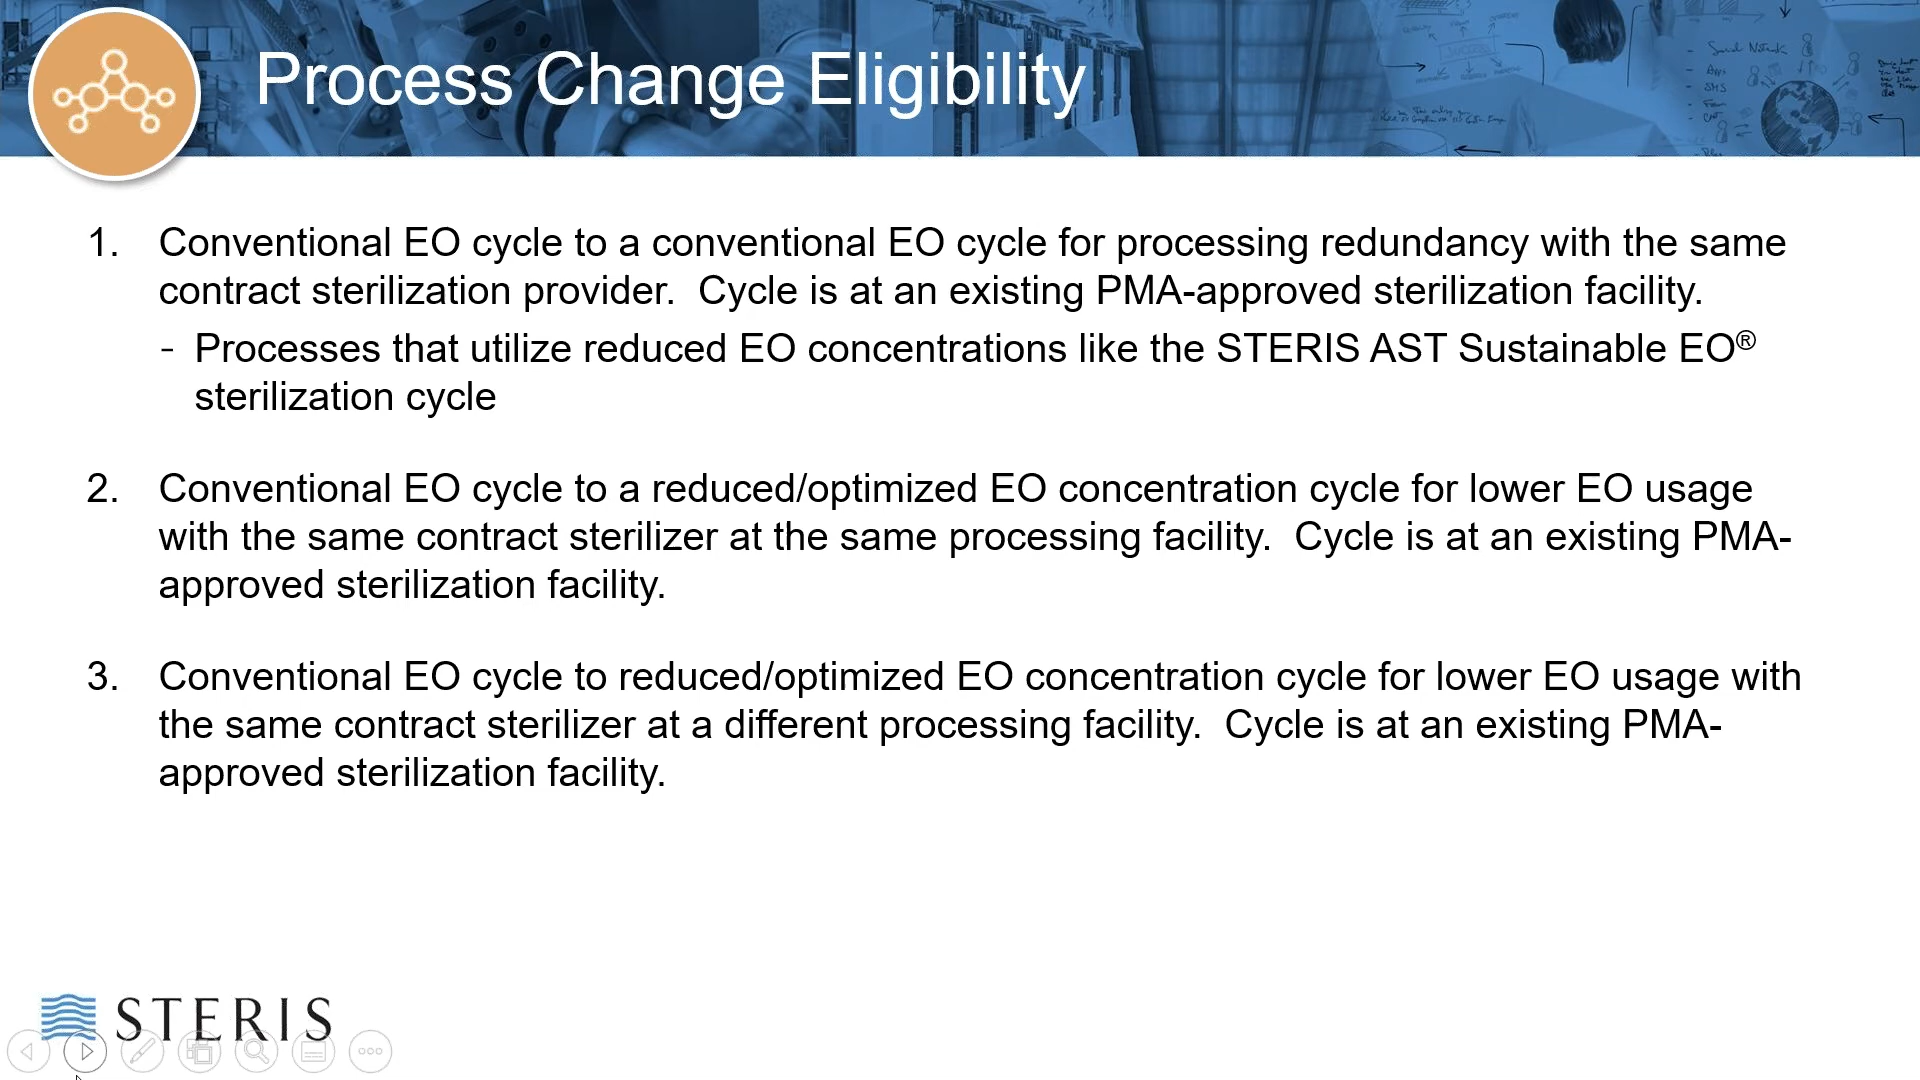 Process Change Eligibility
Social Network
SMS
1. Conventional EO cycle to a conventional EO cycle for processing redundancy with the same
contract sterilization provider.  Cycle is at an existing PMA-approved sterilization facility.
- Processes that utilize reduced EO concentrations like the STERIS AST Sustainable EO®
sterilization cycle
2. Conventional EO cycle to a reduced/optimized EO concentration cycle for lower EO usage
with the same contract sterilizer at the same processing facility.  Cycle is at an existing PMA-
approved sterilization facility.
3. Conventional EO cycle to reduced/optimized EO concentration cycle for lower EO usage with
the same contract sterilizer at a different processing facility.  Cycle is at an existing PMA-
approved sterilization facility.
STERIS